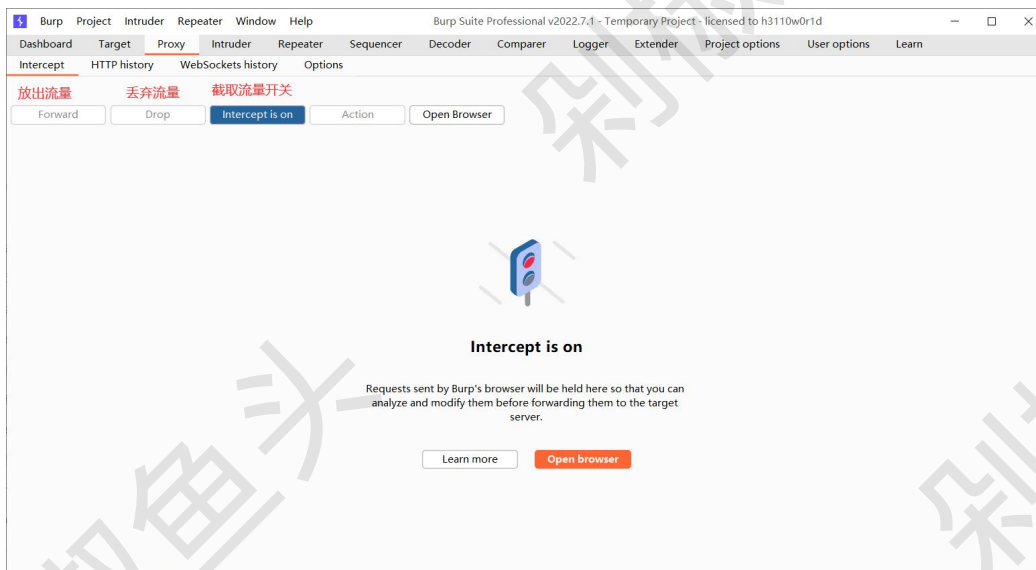 Burp Project Intruder Repeater Window Help Burp Suite Professional v2022.7.1 - Temporary Project - licensed to h3110w0r1d
Dashboard Target Proxy Intruder Repeater Sequencer Decoder Comparer Logger Extender Project options User options Learn
Intercept HTTP history WebSockets history Options
放出流量 丢弃流量 截取流量开关
Forward Drop Intercept is on Action Open Browser
Intercept is on
Requests sent by Burp's browser will be held here so that you can
analyze and modify them before forwarding them to the target
server.
Learn more Open browser
剁椒鱼头